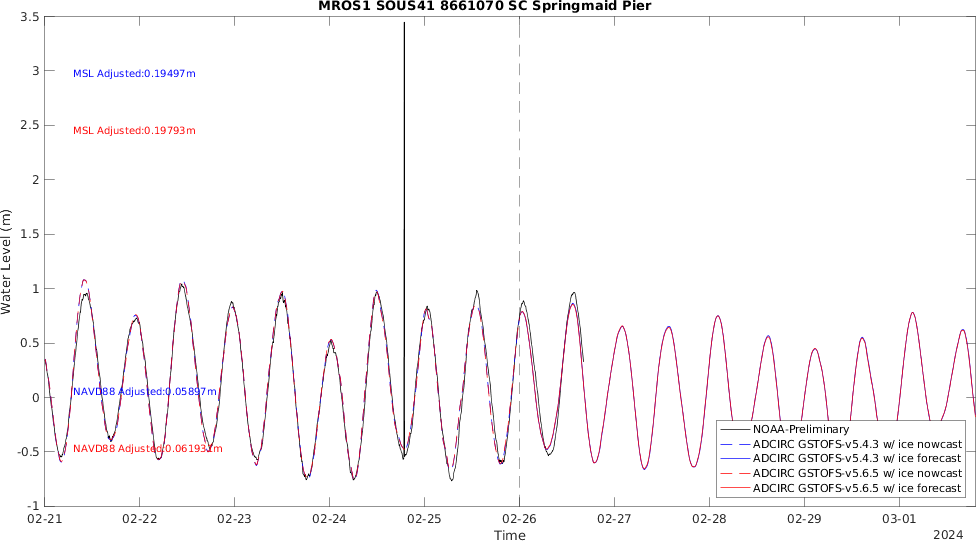 MROS1 SOUS41 8661070 SC Springmaid Pier
3.5
3
2.5
2
1.5
1
0.5
0
-0.5
-1
Water Level (m)
MSL Adjusted:0.19497m
MSL Adjusted:0.19793m
NAVD88 Adjusted:0.05897m
NAVD88 Adjusted:0.06193m
NOAA-Preliminary
ADCIRC GSTOFS-v5.4.3 w/ ice nowcast
ADCIRC GSTOFS-v5.4.3 w/ ice forecast
ADCIRC GSTOFS-v5.6.5 w/ ice nowcast
ADCIRC GSTOFS-v5.6.5 w/ ice forecast
02-21 02-22 02-23 02-24 02-25 02-26 02-27 02-28 02-29 03-01
Time
2024